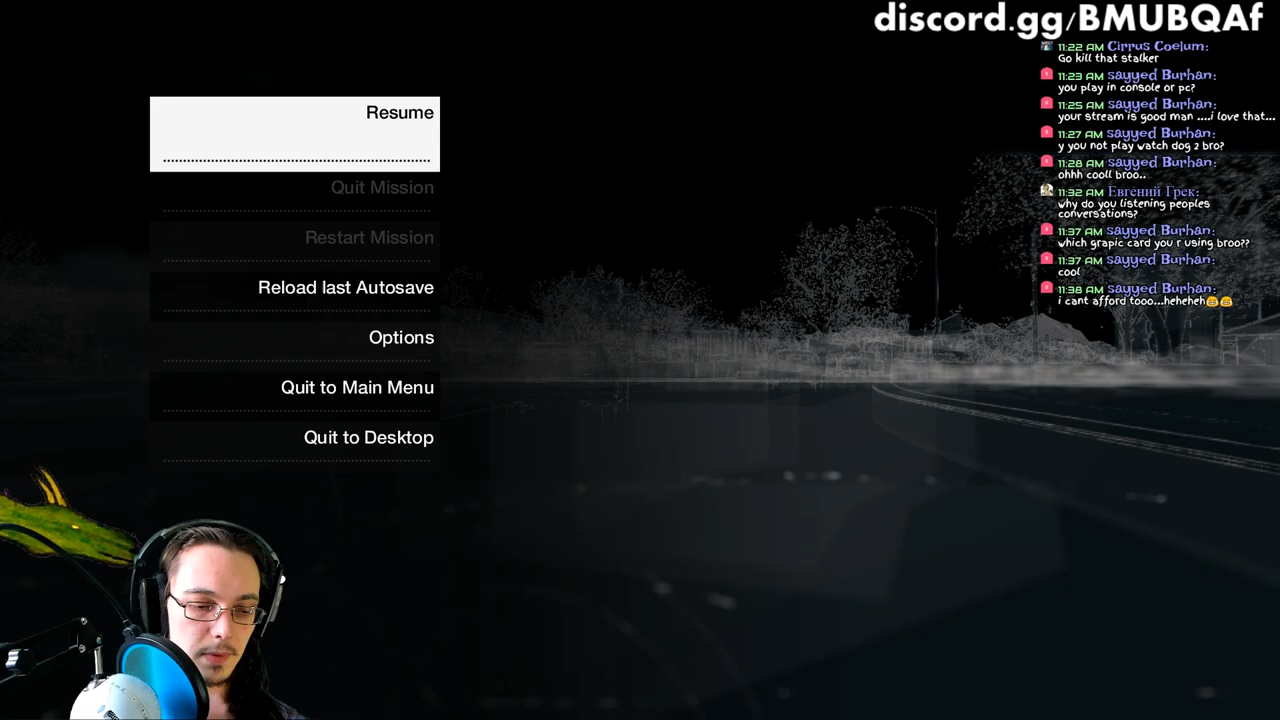 discord.gg/BMUBQAf
11:22 AM Cirrus Coelum:
Go kill that stalker
11:23 AM sayyed Burhan:
you play in console or pc?
11:25 AM sayyed Burhan:
your stream is good man ....i love that...
11:27 AM sayyed Burhan:
y you not play watch dog 2 bro?
11:28 AM sayyed Burhan:
ohhh cooll broo..
11:32 AM Евгений Грек:
why do you listening peoples
conversations?
11:37 AM sayyed Burhan:
which grapic card you r using broo??
11:37 AM sayyed Burhan:
cool
11:38 AM sayyed Burhan:
i cant afford tooo...heheheh😄😄
Resume
Quit Mission
Restart Mission
Reload last Autosave
Options
Quit to Main Menu
Quit to Desktop